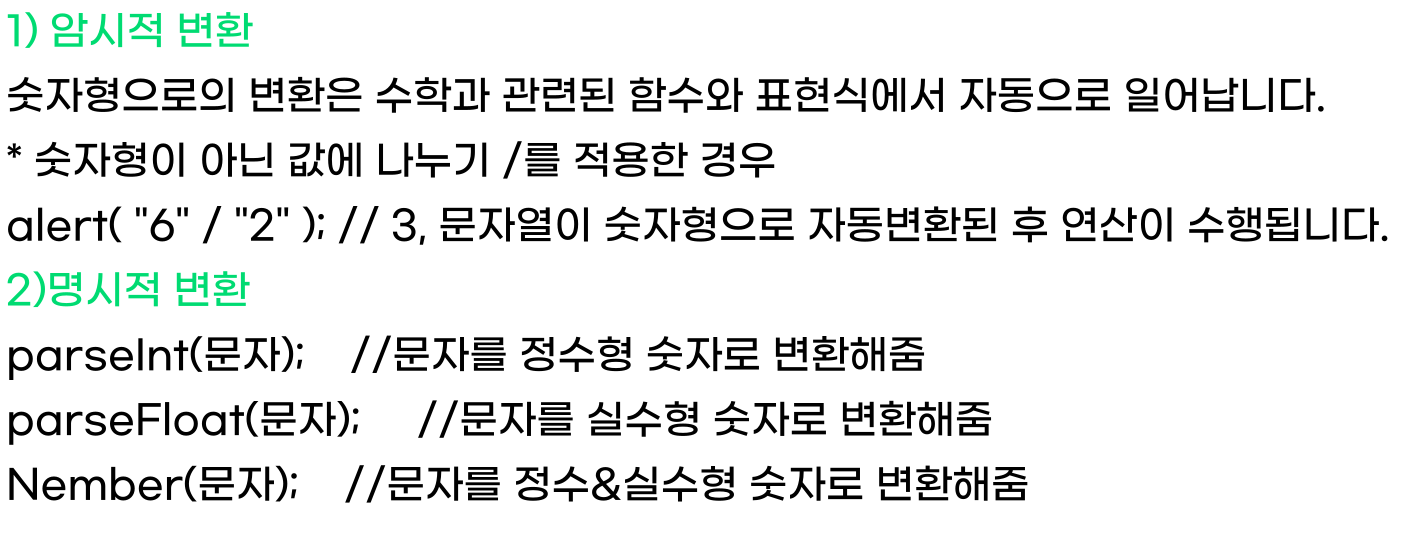 1) 암시적 변환
숫자형으로의 변환은 수학과 관련된 함수와 표현식에서 자동으로 일어납니다.
* 숫자형이 아닌 값에 나누기 /를 적용한 경우
alert( "6" / "2" ); // 3, 문자열이 숫자형으로 자동변환된 후 연산이 수행됩니다.
2)명시적 변환
parseInt(문자); //문자를 정수형 숫자로 변환해줌
parseFloat(문자); //문자를 실수형 숫자로 변환해줌
Nember(문자); //문자를 정수&실수형 숫자로 변환해줌